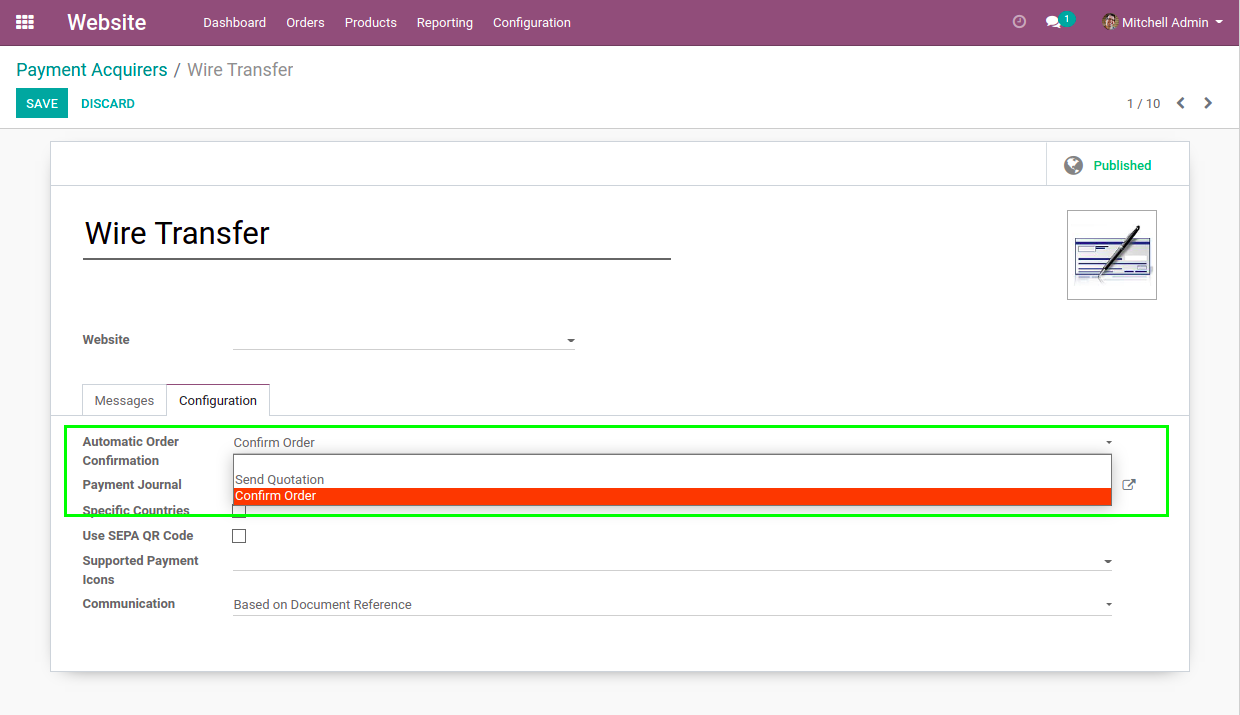 Website
Dashboard Orders Products Reporting Configuration
1
Mitchell Admin
Payment Acquirers / Wire Transfer
SAVE DISCARD
1 / 10
Published
Wire Transfer
Website
Messages Configuration
Automatic Order
Confirmation
Confirm Order
Send Quotation
Confirm Order
Payment Journal
Specific Countries
Use SEPA QR Code
Supported Payment
Icons
Communication
Based on Document Reference